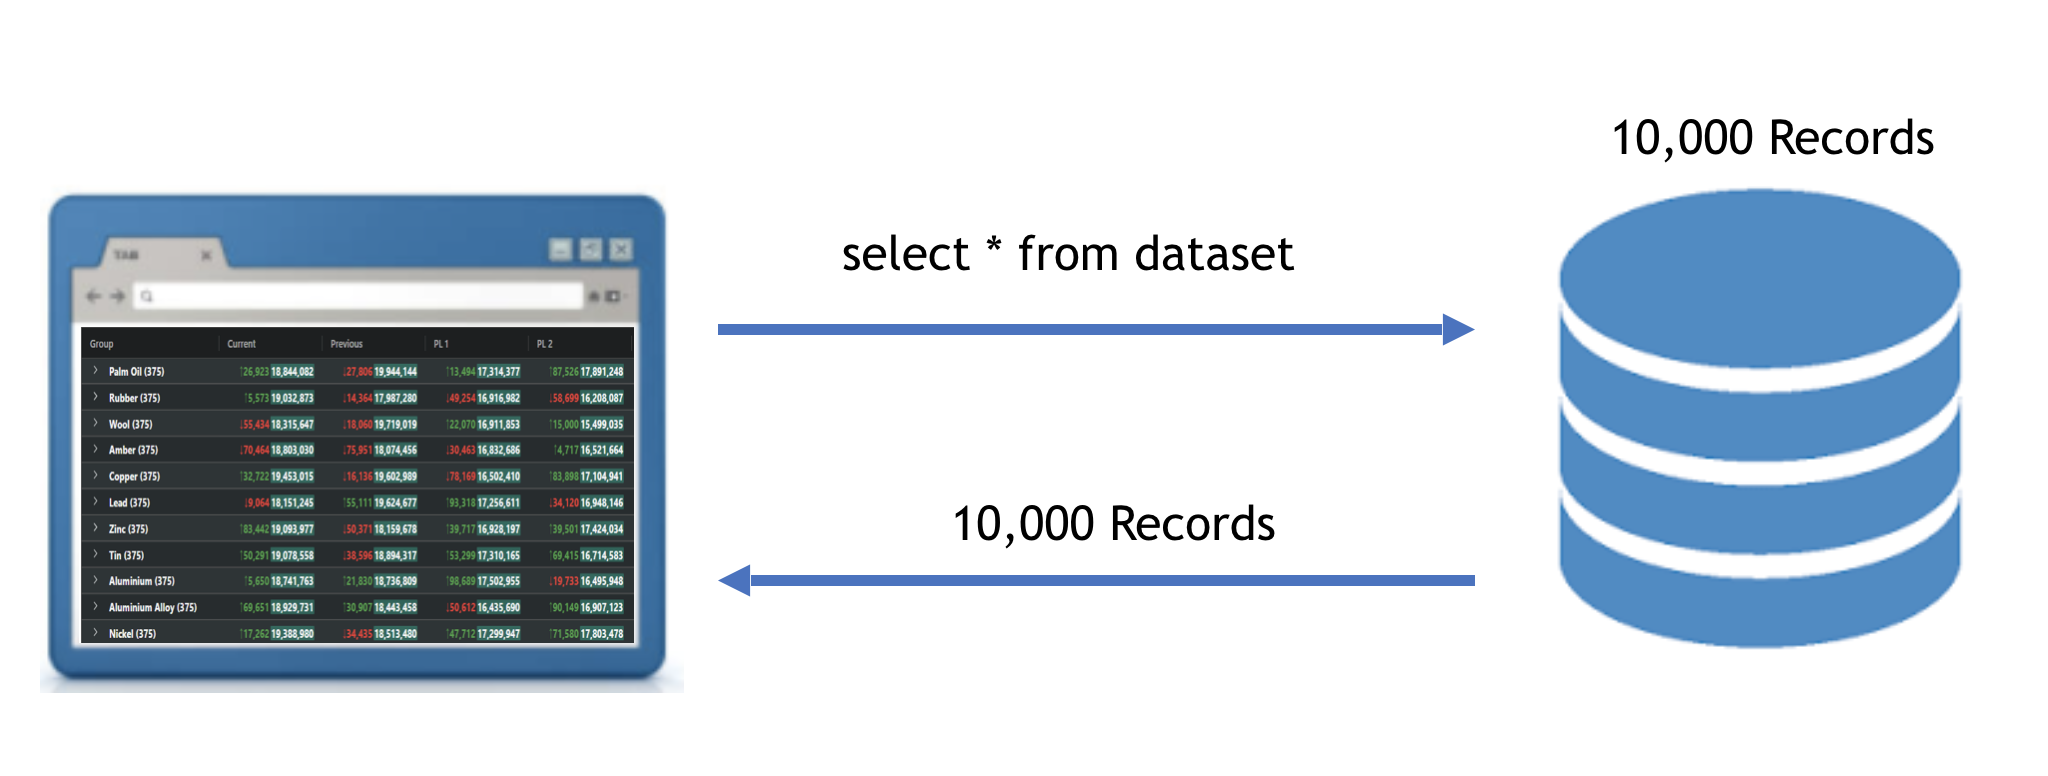 10,000 Records
select * from dataset
10,000 Records
TAB
Group Current Previous PL 1 PL 2
Palm Oil (375) ↑26,923 18,844,082 ↓27,806 19,944,144 ↑13,494 17,314,377 ↑87,526 17,891,248
Rubber (375) ↑5,573 19,032,873 ↓14,364 17,987,280 ↓49,254 16,916,982 ↓58,699 16,208,087
Wool (375) ↓55,434 18,315,647 ↓18,060 19,719,019 ↑22,070 16,911,853 ↑15,000 15,499,035
Amber (375) ↓70,464 18,803,030 ↓75,951 18,074,456 ↓30,463 16,832,686 ↑4,717 16,521,664
Copper (375) ↑32,722 19,453,015 ↓16,136 19,602,989 ↓78,169 16,502,410 ↑83,898 17,104,941
Lead (375) ↓9,064 18,151,245 ↑55,111 19,624,677 ↑93,318 17,256,611 ↓34,120 16,948,146
Zinc (375) ↑83,442 19,093,977 ↓50,371 18,159,678 ↑39,717 16,928,197 ↑39,501 17,424,034
Tin (375) ↑50,291 19,078,558 ↓38,596 18,894,317 ↑53,299 17,310,165 ↑69,415 16,714,583
Aluminium (375) ↑5,650 18,741,763 ↑21,830 18,736,809 ↑98,689 17,502,955 ↓19,733 16,495,948
Aluminium Alloy (375) ↑69,651 18,929,731 ↑30,907 18,443,458 ↓50,612 16,435,690 ↑90,149 16,907,123
Nickel (375) ↑17,262 19,388,980 ↓34,435 18,513,480 ↑47,712 17,299,947 ↑71,580 17,803,478